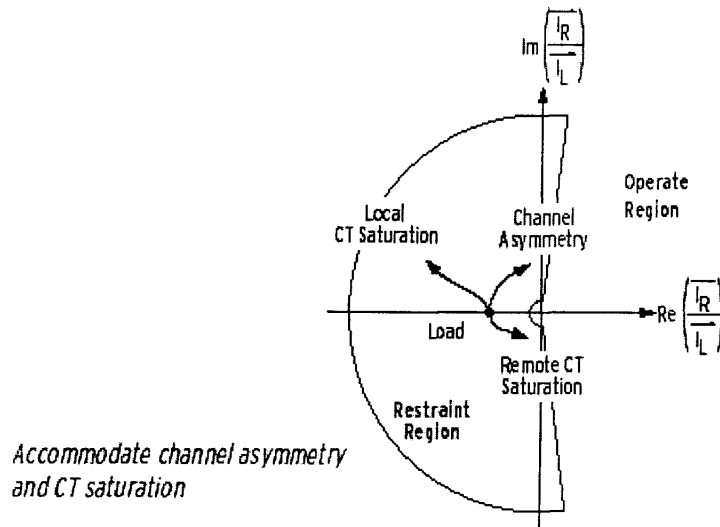 Im (I_R / I_L)
Operate
Region
Local
CT Saturation
Channel
Asymmetry
Re (I_R / I_L)
Load
Remote CT
Saturation
Restraint
Region
Accommodate channel asymmetry
and CT saturation